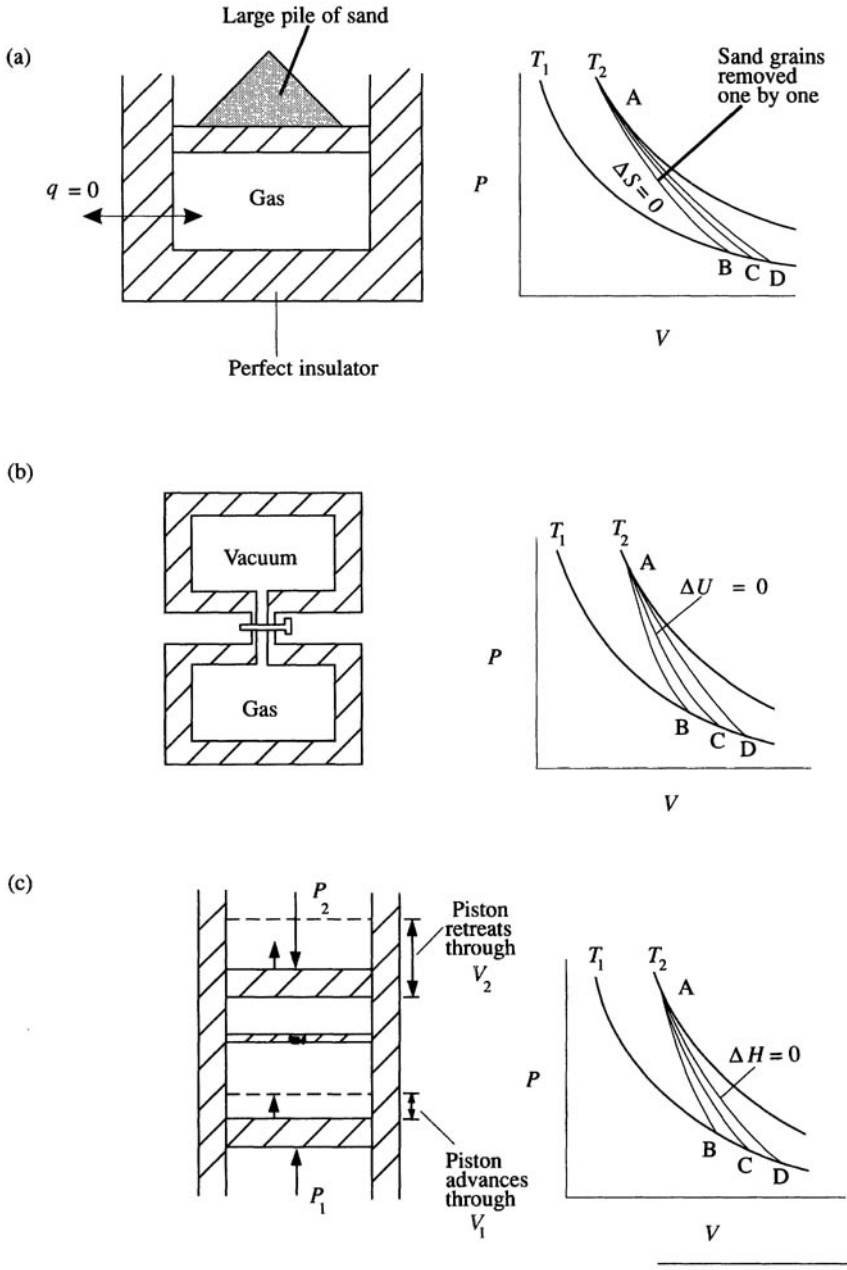 (a)
Large pile of sand
q = 0
Gas
Perfect insulator
T1
T2
A
Sand grains
removed
one by one
P
ΔS = 0
B
C
D
V
(b)
Vacuum
Gas
T1
T2
A
ΔU = 0
P
B
C
D
V
(c)
P2
Piston
retreats
through
V2
Piston
advances
through
V1
P1
T1
T2
A
ΔH = 0
P
B
C
D
V